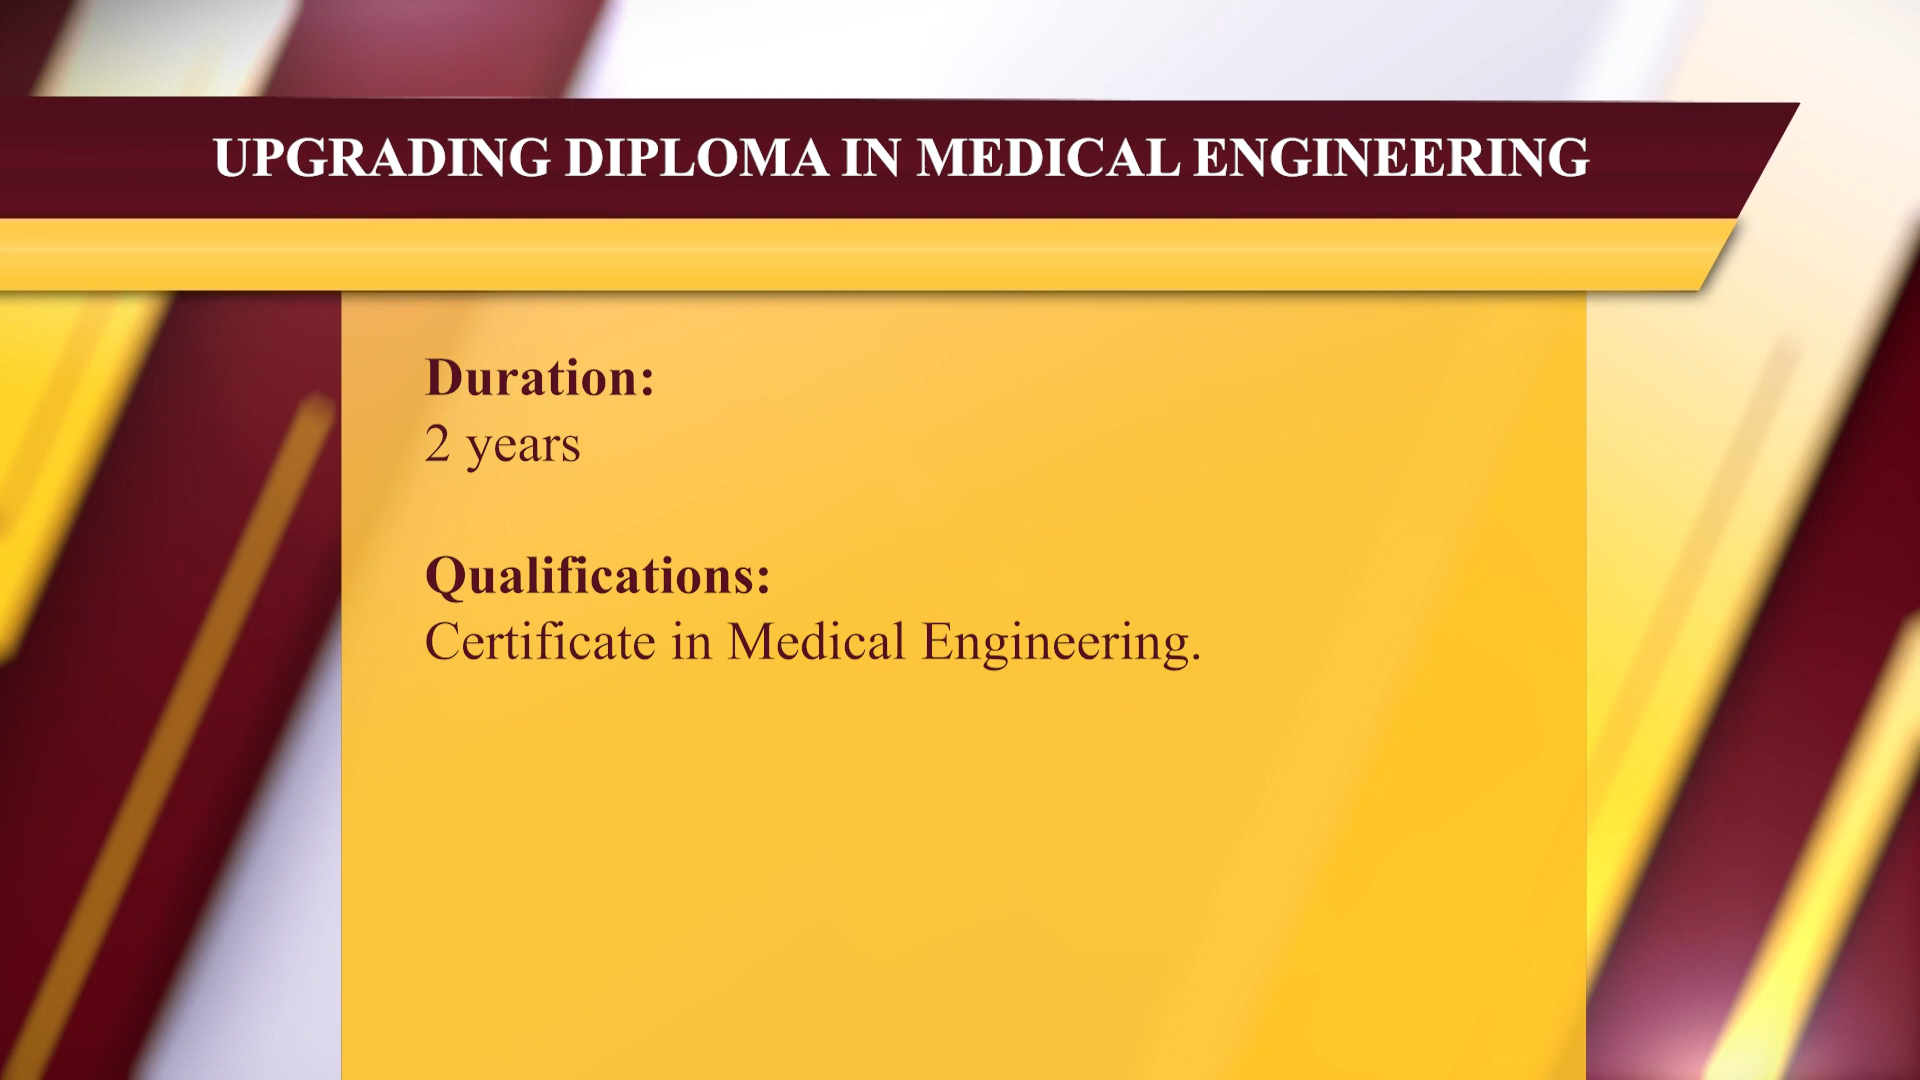 UPGRADING DIPLOMA IN MEDICAL ENGINEERING
Duration:
2 years
Qualifications:
Certificate in Medical Engineering.